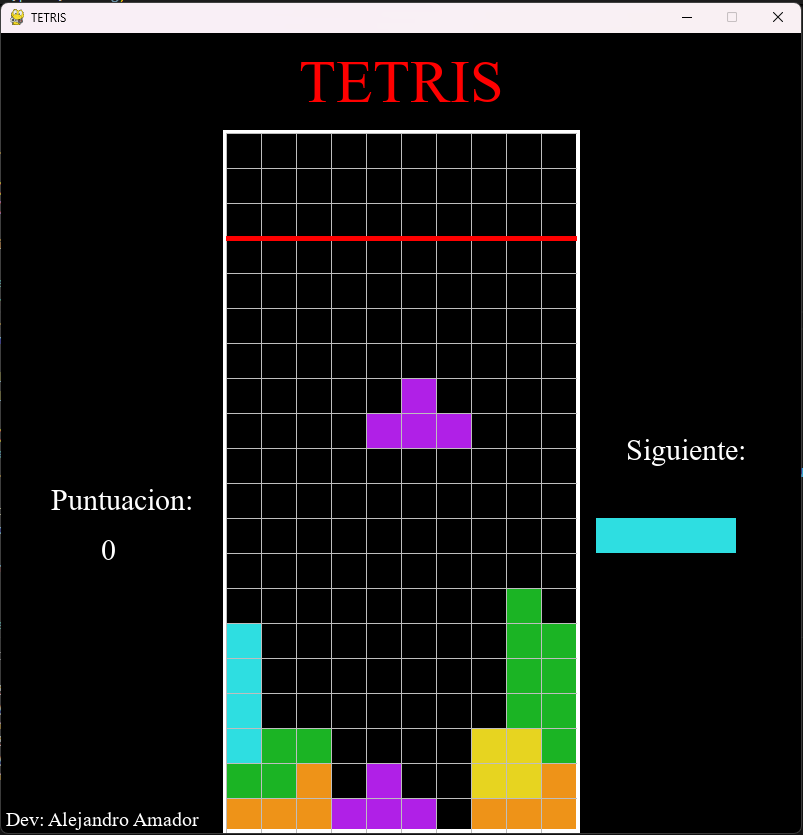 TETRIS
TETRIS
Siguiente:
Puntuacion:
0
Dev: Alejandro Amador